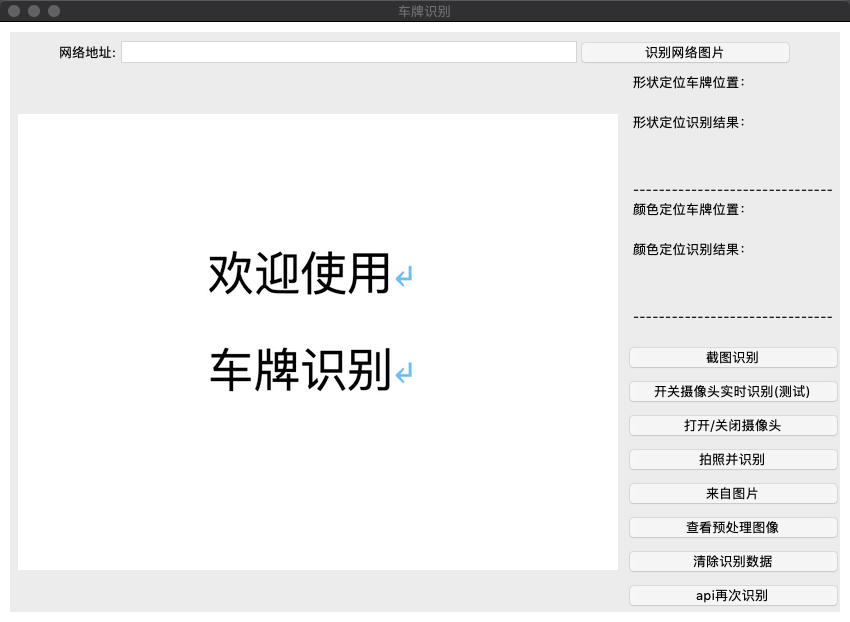 车牌识别
网络地址:
识别网络图片
形状定位车牌位置:
形状定位识别结果:
-------------------------------
颜色定位车牌位置:
颜色定位识别结果:
-------------------------------
欢迎使用↵
车牌识别↵
截图识别
开关摄像头实时识别(测试)
打开/关闭摄像头
拍照并识别
来自图片
查看预处理图像
清除识别数据
api再次识别